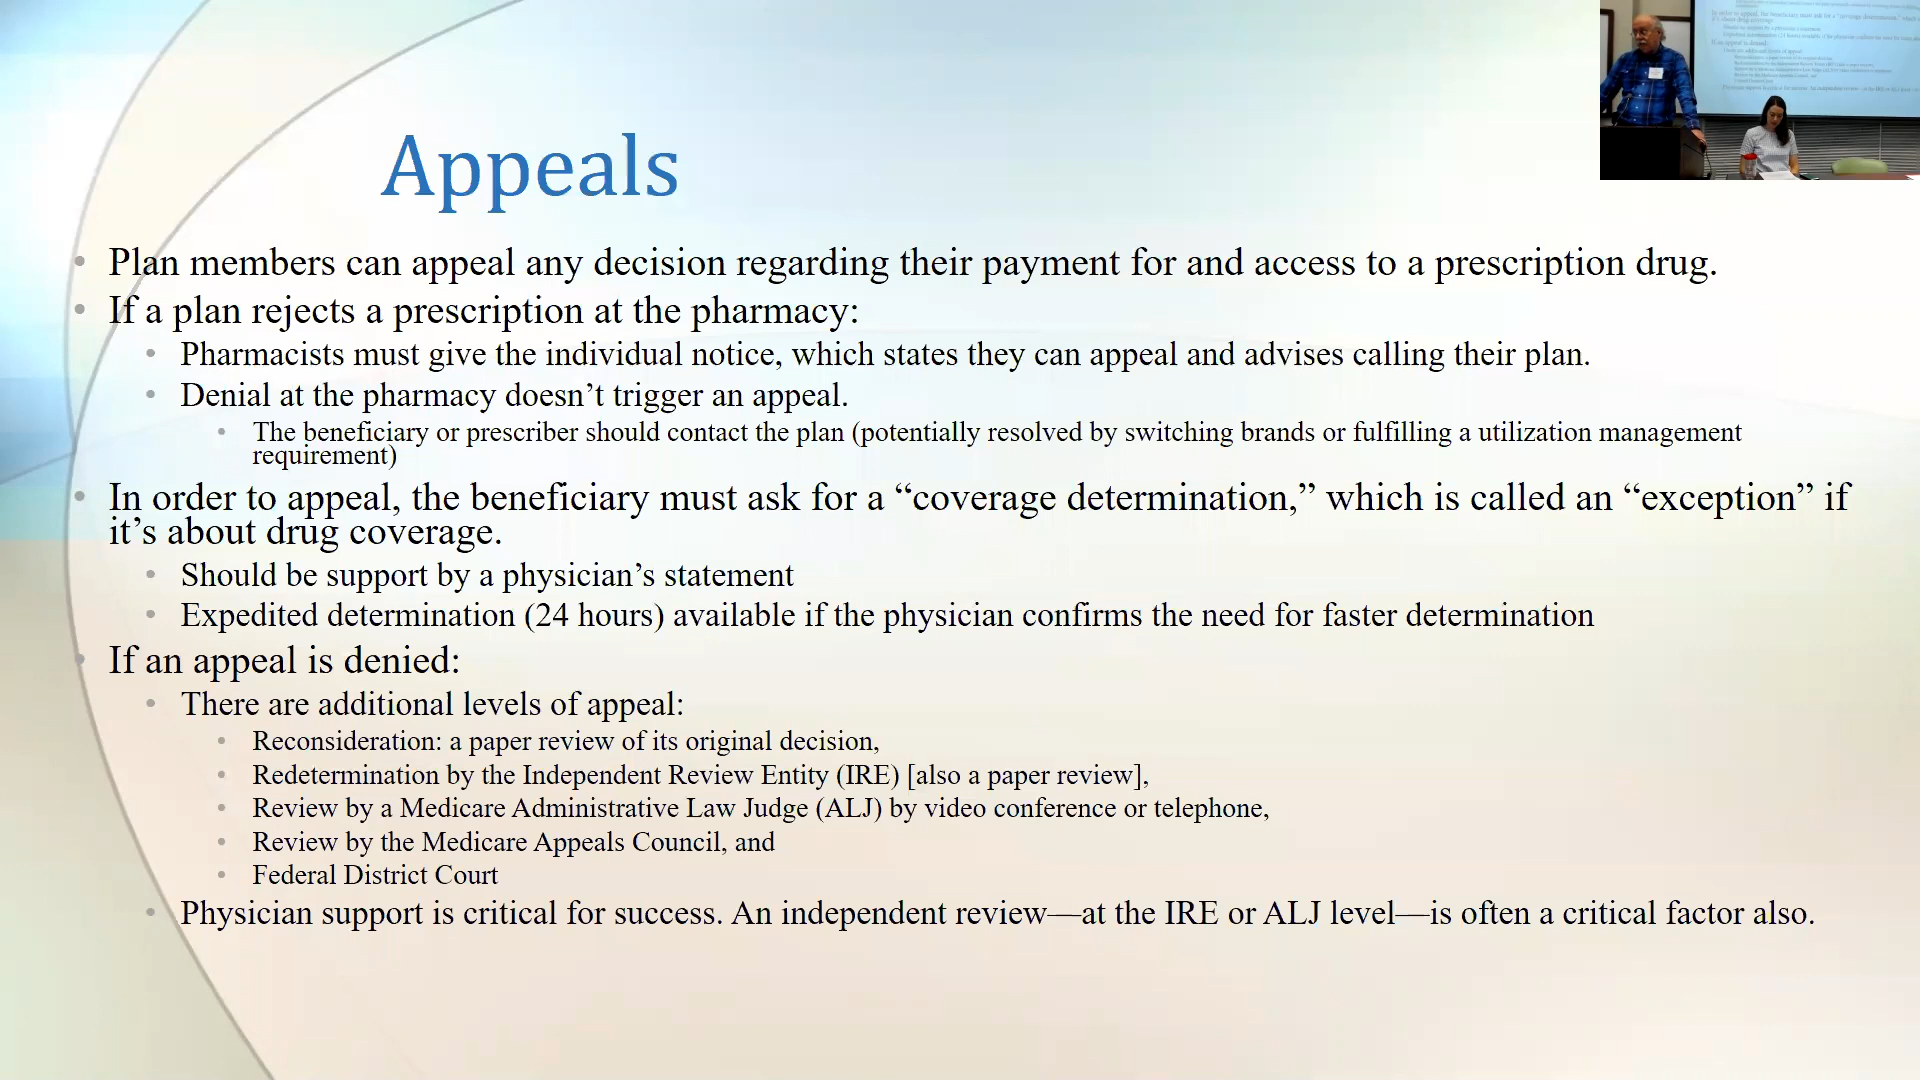 Appeals
Plan members can appeal any decision regarding their payment for and access to a prescription drug.
If a plan rejects a prescription at the pharmacy:
Pharmacists must give the individual notice, which states they can appeal and advises calling their plan.
Denial at the pharmacy doesn’t trigger an appeal.
The beneficiary or prescriber should contact the plan (potentially resolved by switching brands or fulfilling a utilization management
requirement)
In order to appeal, the beneficiary must ask for a “coverage determination,” which is called an “exception” if
it’s about drug coverage.
Should be support by a physician’s statement
Expedited determination (24 hours) available if the physician confirms the need for faster determination
If an appeal is denied:
There are additional levels of appeal:
Reconsideration: a paper review of its original decision,
Redetermination by the Independent Review Entity (IRE) [also a paper review],
Review by a Medicare Administrative Law Judge (ALJ) by video conference or telephone,
Review by the Medicare Appeals Council, and
Federal District Court
Physician support is critical for success. An independent review—at the IRE or ALJ level—is often a critical factor also.